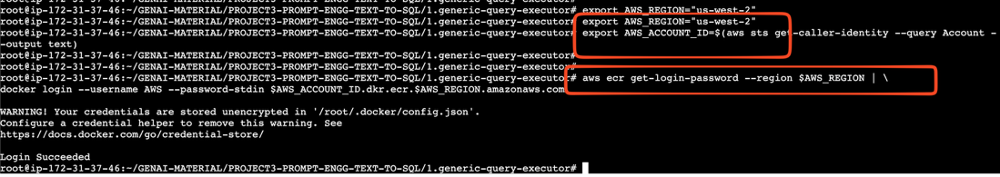 root@ip-172-31-37-46:~/GENAI-MATERIAL/PROJECT3-PROMPT-ENGG-TEXT-TO-SQL/1.generic-query-executor# export AWS_REGION="us-west-2"
root@ip-172-31-37-46:~/GENAI-MATERIAL/PROJECT3-PROMPT-ENGG-TEXT-TO-SQL/1.generic-query-executor# export AWS_REGION="us-west-2"
root@ip-172-31-37-46:~/GENAI-MATERIAL/PROJECT3-PROMPT-ENGG-TEXT-TO-SQL/1.generic-query-executor# export AWS_ACCOUNT_ID=$(aws sts get-caller-identity --query Account -
-output text)
root@ip-172-31-37-46:~/GENAI-MATERIAL/PROJECT3-PROMPT-ENGG-TEXT-TO-SQL/1.generic-query-executor#
root@ip-172-31-37-46:~/GENAI-MATERIAL/PROJECT3-PROMPT-ENGG-TEXT-TO-SQL/1.generic-query-executor#
root@ip-172-31-37-46:~/GENAI-MATERIAL/PROJECT3-PROMPT-ENGG-TEXT-TO-SQL/1.generic-query-executor# aws ecr get-login-password --region $AWS_REGION | \
docker login --username AWS --password-stdin $AWS_ACCOUNT_ID.dkr.ecr.$AWS_REGION.amazonaws.com
WARNING! Your credentials are stored unencrypted in '/root/.docker/config.json'.
Configure a credential helper to remove this warning. See
https://docs.docker.com/go/credential-store/
Login Succeeded
root@ip-172-31-37-46:~/GENAI-MATERIAL/PROJECT3-PROMPT-ENGG-TEXT-TO-SQL/1.generic-query-executor#